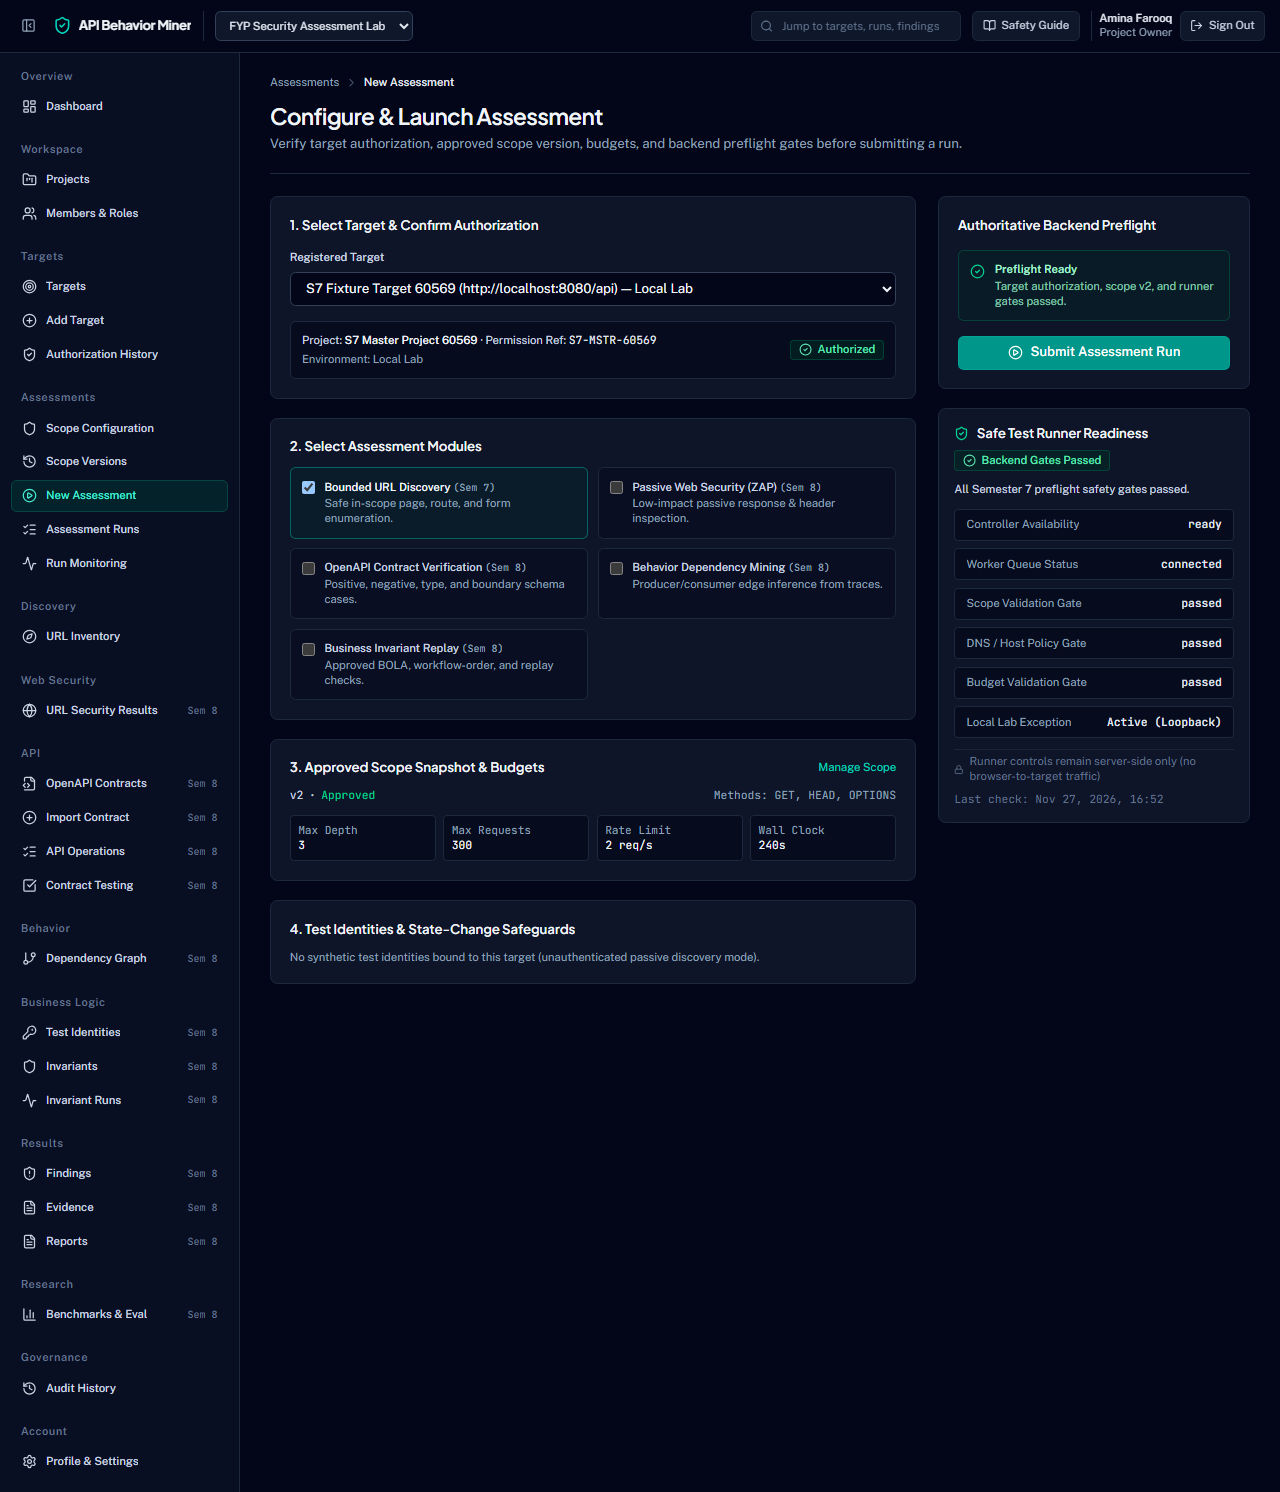 API Behavior Miner
FYP Security Assessment Lab
Jump to targets, runs, findings
Safety Guide
Amina Farooq
Project Owner
Sign Out
Overview
Dashboard
Workspace
Projects
Members & Roles
Targets
Targets
Add Target
Authorization History
Assessments
Scope Configuration
Scope Versions
New Assessment
Assessment Runs
Run Monitoring
Discovery
URL Inventory
Web Security
URL Security Results Sem 8
API
OpenAPI Contracts Sem 8
Import Contract Sem 8
API Operations Sem 8
Contract Testing Sem 8
Behavior
Dependency Graph Sem 8
Business Logic
Test Identities Sem 8
Invariants Sem 8
Invariant Runs Sem 8
Results
Findings Sem 8
Evidence Sem 8
Reports Sem 8
Research
Benchmarks & Eval Sem 8
Governance
Audit History
Account
Profile & Settings
Assessments > New Assessment
Configure & Launch Assessment
Verify target authorization, approved scope version, budgets, and backend preflight gates before submitting a run.
1. Select Target & Confirm Authorization
Registered Target
S7 Fixture Target 60569 (http://localhost:8080/api) — Local Lab
Project: S7 Master Project 60569 · Permission Ref: S7-MSTR-60569
Environment: Local Lab
Authorized
2. Select Assessment Modules
Bounded URL Discovery (Sem 7)
Safe in-scope page, route, and form
enumeration.
Passive Web Security (ZAP) (Sem 8)
Low-impact passive response & header
inspection.
OpenAPI Contract Verification (Sem 8)
Positive, negative, type, and boundary schema
cases.
Behavior Dependency Mining (Sem 8)
Producer/consumer edge inference from traces.
Business Invariant Replay (Sem 8)
Approved BOLA, workflow-order, and replay
checks.
3. Approved Scope Snapshot & Budgets
Manage Scope
v2 · Approved
Methods: GET, HEAD, OPTIONS
Max Depth
3
Max Requests
300
Rate Limit
2 req/s
Wall Clock
240s
4. Test Identities & State-Change Safeguards
No synthetic test identities bound to this target (unauthenticated passive discovery mode).
Authoritative Backend Preflight
Preflight Ready
Target authorization, scope v2, and runner
gates passed.
Submit Assessment Run
Safe Test Runner Readiness
Backend Gates Passed
All Semester 7 preflight safety gates passed.
Controller Availability ready
Worker Queue Status connected
Scope Validation Gate passed
DNS / Host Policy Gate passed
Budget Validation Gate passed
Local Lab Exception Active (Loopback)
Runner controls remain server-side only (no
browser-to-target traffic)
Last check: Nov 27, 2026, 16:52